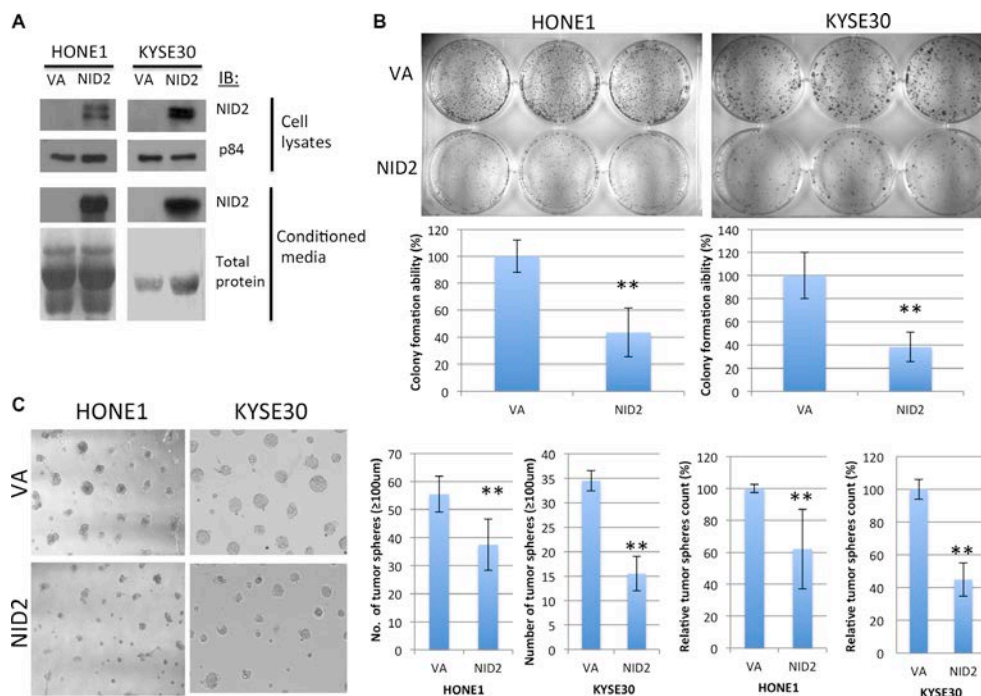 A
HONE1 KYSE30
VA NID2 VA NID2 IB:
NID2
p84
Cell
lysates
NID2
Total
protein
Conditioned
media
B
HONE1 KYSE30
VA
NID2
Colony formation ability (%)
120
100
80
60
40
20
0
**
VA NID2
Colony formation aiblity (%)
140
120
100
80
60
40
20
0
**
VA NID2
C
HONE1 KYSE30
VA
NID2
No. of tumor spheres (≥100um)
70
60
50
40
30
20
10
0
**
VA NID2
HONE1
Number of tumor spheres (≥100um)
40
35
30
25
20
15
10
5
0
**
VA NID2
KYSE30
Relative tumor spheres count (%)
120
100
80
60
40
20
0
**
VA NID2
HONE1
Relative tumor spheres count (%)
120
100
80
60
40
20
0
**
VA NID2
KYSE30